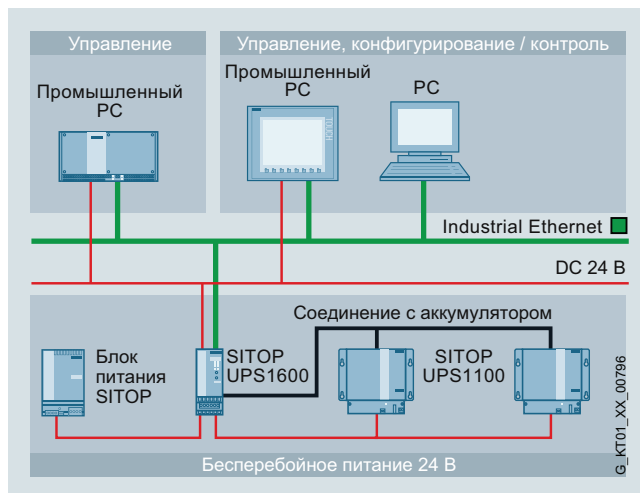 Управление
Управление, конфигурирование / контроль
Промышленный
PC
Промышленный
PC
PC
Industrial Ethernet
DC 24 В
Соединение с аккумулятором
Блок
питания
SITOP
SITOP
UPS1600
SITOP
UPS1100
Бесперебойное питание 24 В
G_KT01_XX_00796